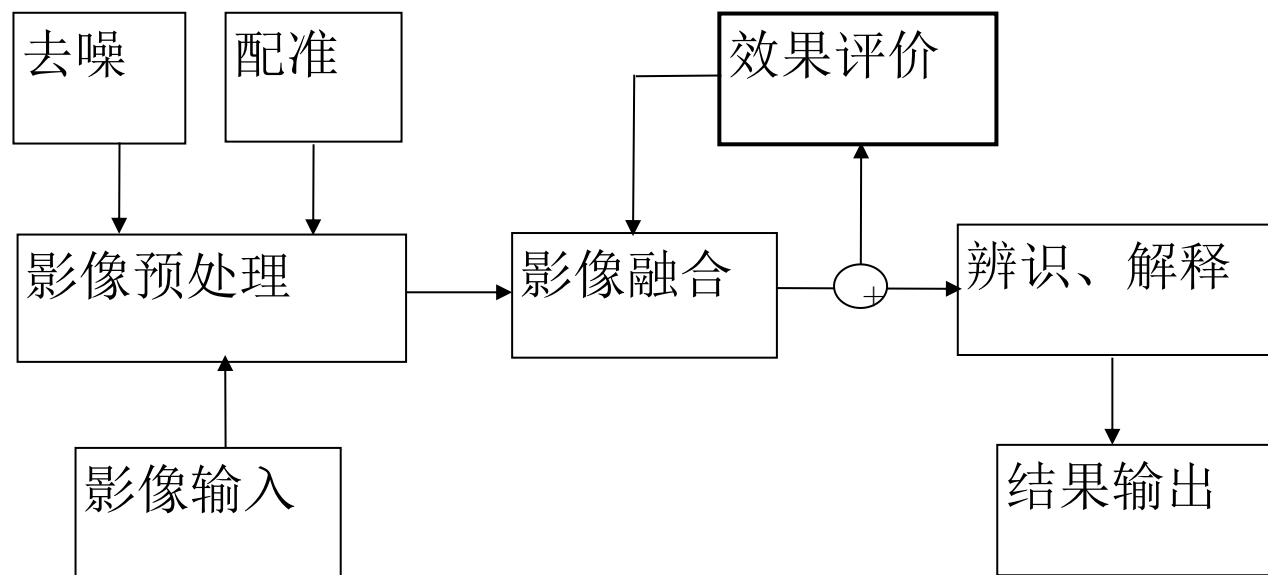 去噪
配准
效果评价
影像预处理
影像融合
+
辨识、解释
影像输入
结果输出